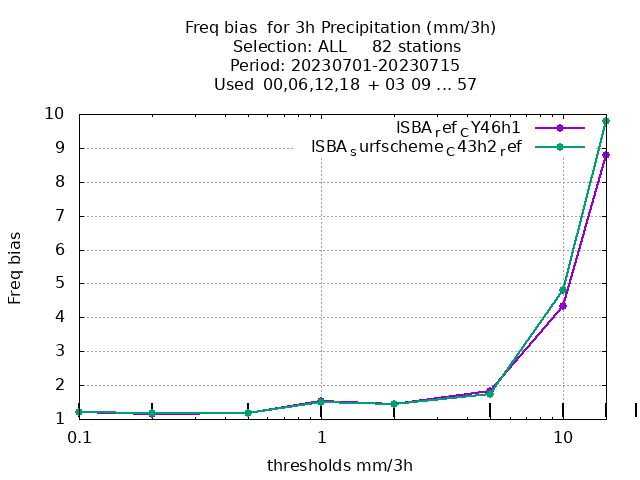 Freq bias  for 3h Precipitation (mm/3h)
Selection: ALL     82 stations
Period: 20230701-20230715
Used  00,06,12,18  + 03 09 ... 57
ISBA_ref_CY46h1
ISBA_surfscheme_C43h2_ref
10
9
8
7
6
5
4
3
2
1
Freq bias
0.1
1
10
thresholds mm/3h